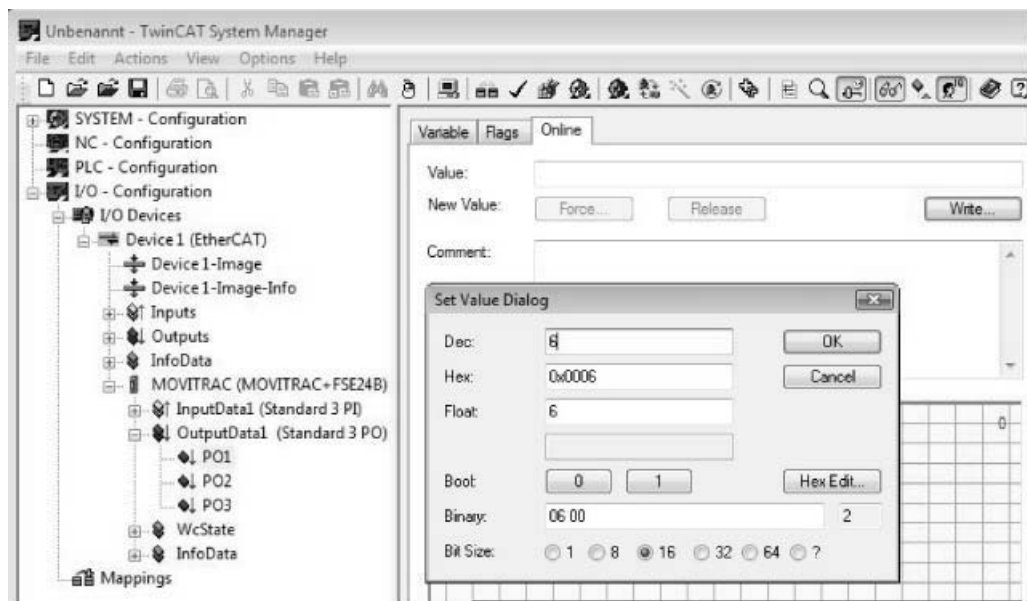 Unbenannt - TwinCAT System Manager
File Edit Actions View Options Help
SYSTEM - Configuration
NC - Configuration
PLC - Configuration
I/O - Configuration
I/O Devices
Device 1 (EtherCAT)
Device 1-Image
Device 1-Image-Info
Inputs
Outputs
InfoData
MOVITRAC (MOVITRAC+FSE24B)
InputData1 (Standard 3 PI)
OutputData1 (Standard 3 PO)
PO1
PO2
PO3
WcState
InfoData
Mappings
Variable Flags Online
Value:
New Value: Force... Release Write...
Comment:
Set Value Dialog
Dec: 6 OK
Hex: 0x0006 Cancel
Float: 6
Bool: 0 1 Hex Edit...
Binary: 06 00 2
Bit Size: 1 8 16 32 64 ?
0